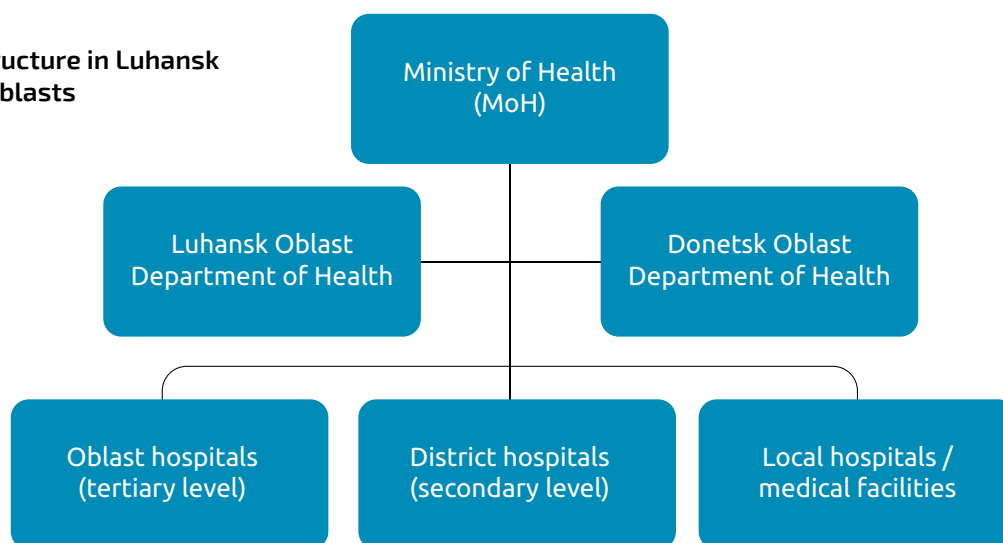 ructure in Luhansk
blasts
Ministry of Health
(MoH)
Luhansk Oblast
Department of Health
Donetsk Oblast
Department of Health
Oblast hospitals
(tertiary level)
District hospitals
(secondary level)
Local hospitals /
medical facilities